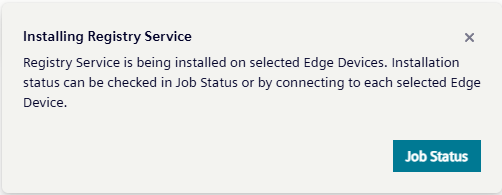 Installing Registry Service
Registry Service is being installed on selected Edge Devices. Installation
status can be checked in Job Status or by connecting to each selected Edge
Device.
Job Status